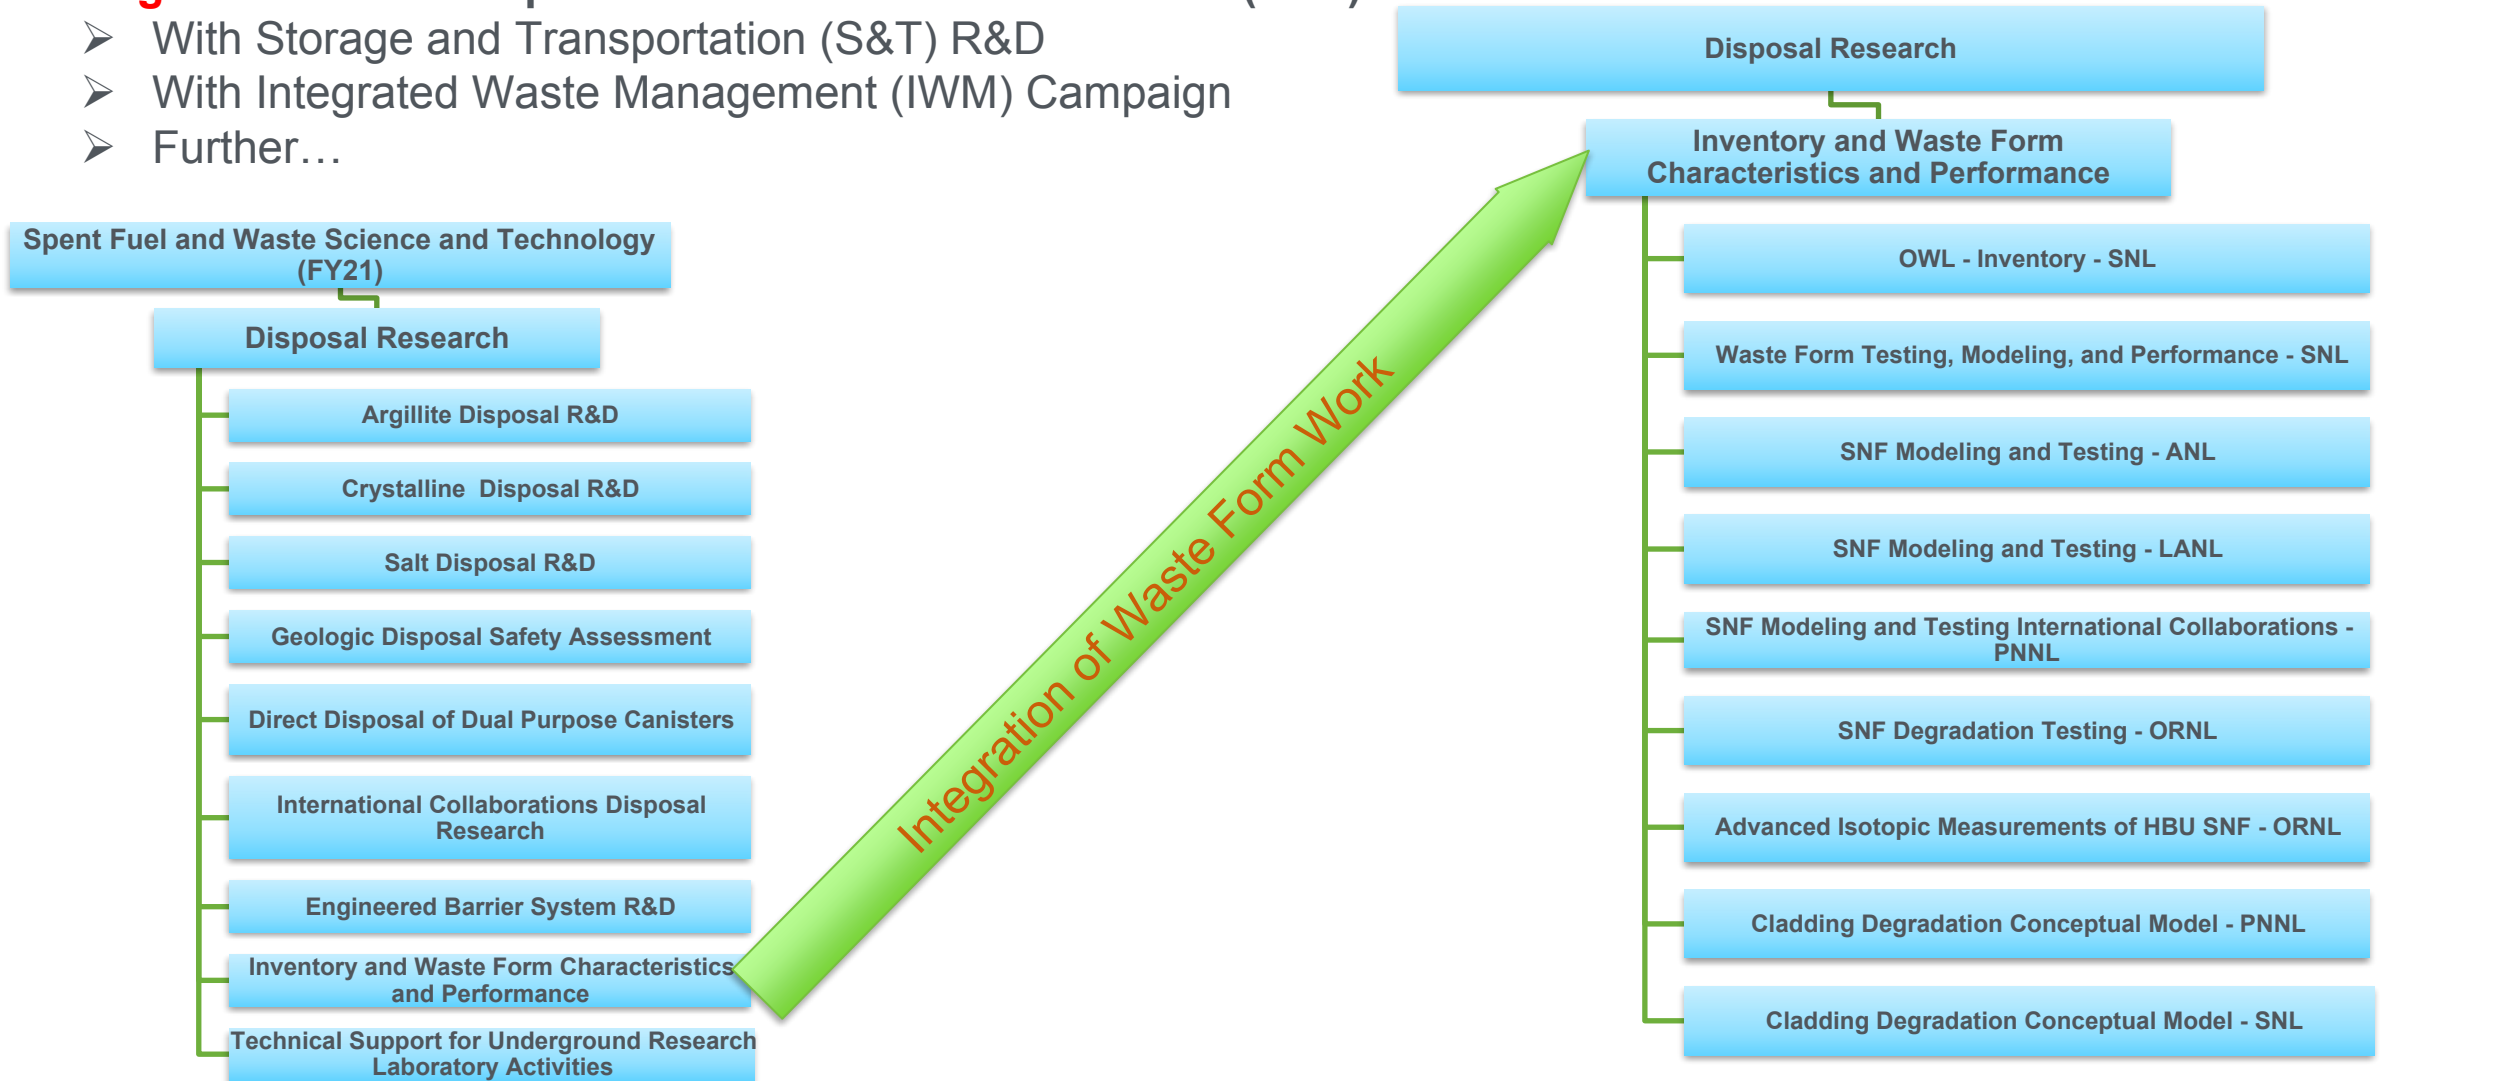 ➢ With Storage and Transportation (S&T) R&D
➢ With Integrated Waste Management (IWM) Campaign
➢ Further…
Spent Fuel and Waste Science and Technology
(FY21)
Disposal Research
Argillite Disposal R&D
Crystalline  Disposal R&D
Salt Disposal R&D
Geologic Disposal Safety Assessment
Direct Disposal of Dual Purpose Canisters
International Collaborations Disposal
Research
Engineered Barrier System R&D
Inventory and Waste Form Characteristics
and Performance
Technical Support for Underground Research
Laboratory Activities
Integration of Waste Form Work
Disposal Research
Inventory and Waste Form
Characteristics and Performance
OWL - Inventory - SNL
Waste Form Testing, Modeling, and Performance - SNL
SNF Modeling and Testing - ANL
SNF Modeling and Testing - LANL
SNF Modeling and Testing International Collaborations -
PNNL
SNF Degradation Testing - ORNL
Advanced Isotopic Measurements of HBU SNF - ORNL
Cladding Degradation Conceptual Model - PNNL
Cladding Degradation Conceptual Model - SNL